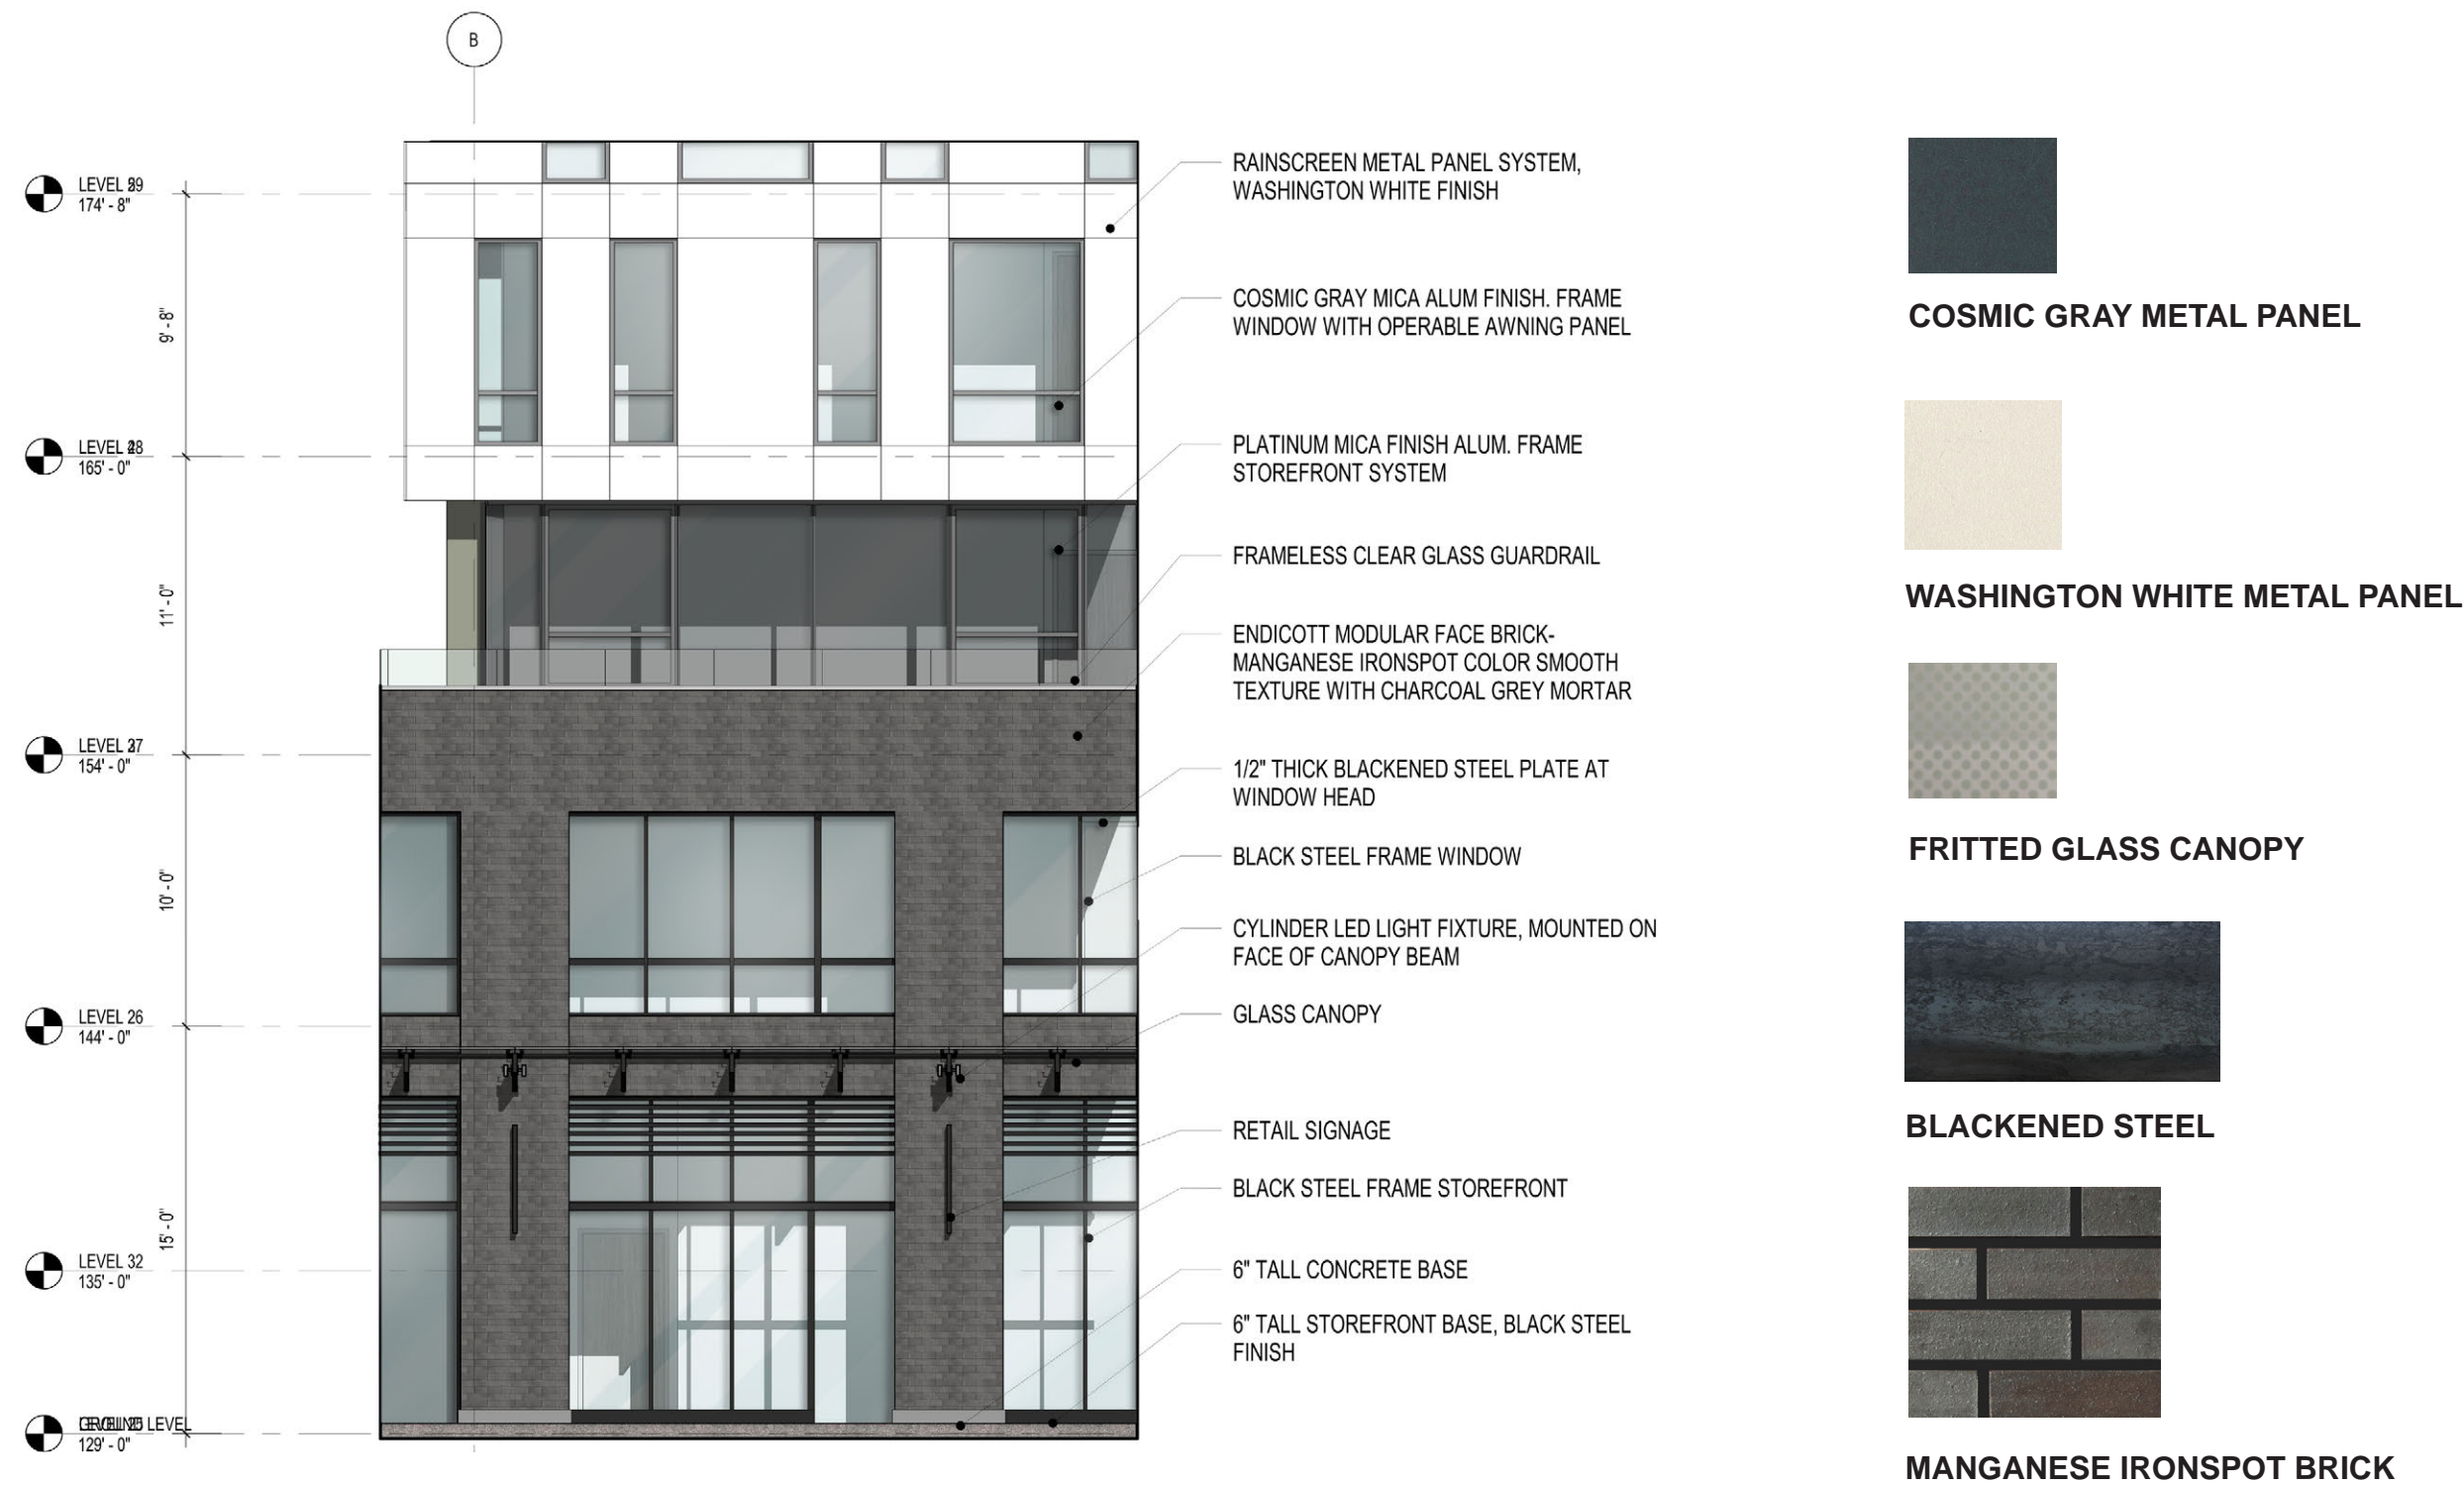 B
LEVEL
174' - 8"
9' - 8"
LEVEL
165' - 0"
11' - 0"
LEVEL
154' - 0"
10' - 0"
LEVEL 26
144' - 0"
15' - 0"
LEVEL 32
135' - 0"
LEVEL
129' - 0"
RAINSCREEN METAL PANEL SYSTEM,
WASHINGTON WHITE FINISH
COSMIC GRAY MICA ALUM FINISH. FRAME
WINDOW WITH OPERABLE AWNING PANEL
PLATINUM MICA FINISH ALUM. FRAME
STOREFRONT SYSTEM
FRAMELESS CLEAR GLASS GUARDRAIL
ENDICOTT MODULAR FACE BRICK-
MANGANESE IRONSPOT COLOR SMOOTH
TEXTURE WITH CHARCOAL GREY MORTAR
1/2" THICK BLACKENED STEEL PLATE AT
WINDOW HEAD
BLACK STEEL FRAME WINDOW
CYLINDER LED LIGHT FIXTURE, MOUNTED ON
FACE OF CANOPY BEAM
GLASS CANOPY
RETAIL SIGNAGE
BLACK STEEL FRAME STOREFRONT
6" TALL CONCRETE BASE
6" TALL STOREFRONT BASE, BLACK STEEL
FINISH
COSMIC GRAY METAL PANEL
WASHINGTON WHITE METAL PANEL
FRITTED GLASS CANOPY
BLACKENED STEEL
MANGANESE IRONSPOT BRICK